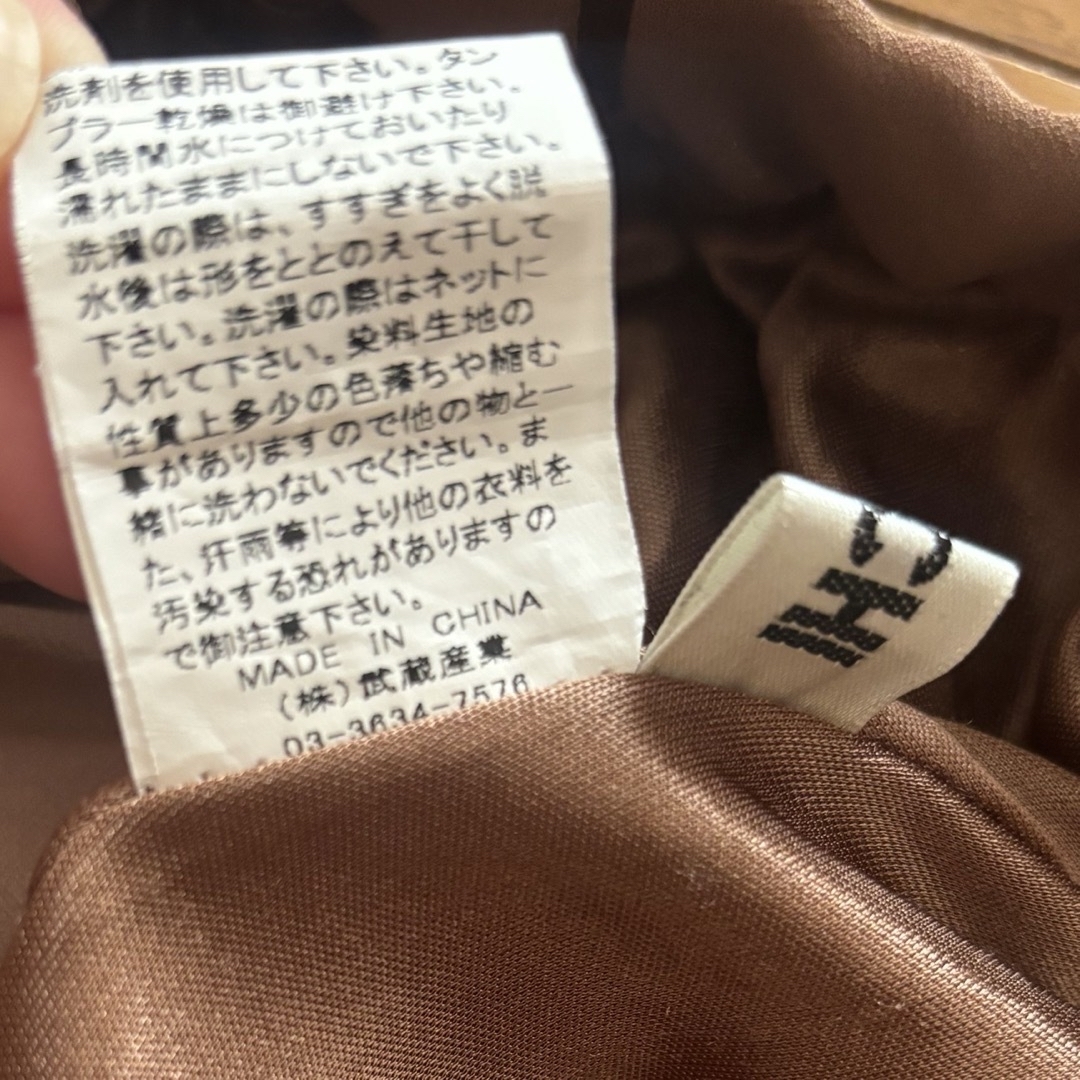 洗剤を使用して下さい。タン
ブラー乾燥は御避け下さい。
長時間水につけておいたり
濡れたままにしないで下さい。
洗濯の際は、すすぎをよく脱
水後は形をととのえて干して
下さい。洗濯の際はネットに
入れて下さい。染料生地の
性質上多少の色落ちや縮む
事がありますので他の物と一
緒に洗わないでください。ま
た、汗雨等により他の衣料を
汚染する恐れがありますの
で御注意下さい。
MADE IN CHINA
(株)武蔵産業
03-3634-7576